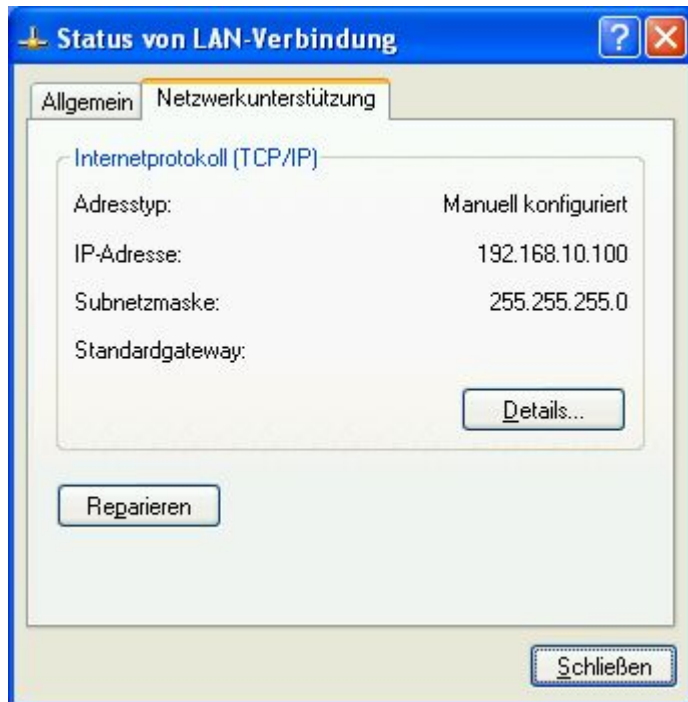 Status von LAN-Verbindung
Allgemein Netzwerkunterstützung
Internetprotokoll (TCP/IP)
Adresstyp: Manuell konfiguriert
IP-Adresse: 192.168.10.100
Subnetzmaske: 255.255.255.0
Standardgateway:
Details...
Reparieren
Schließen